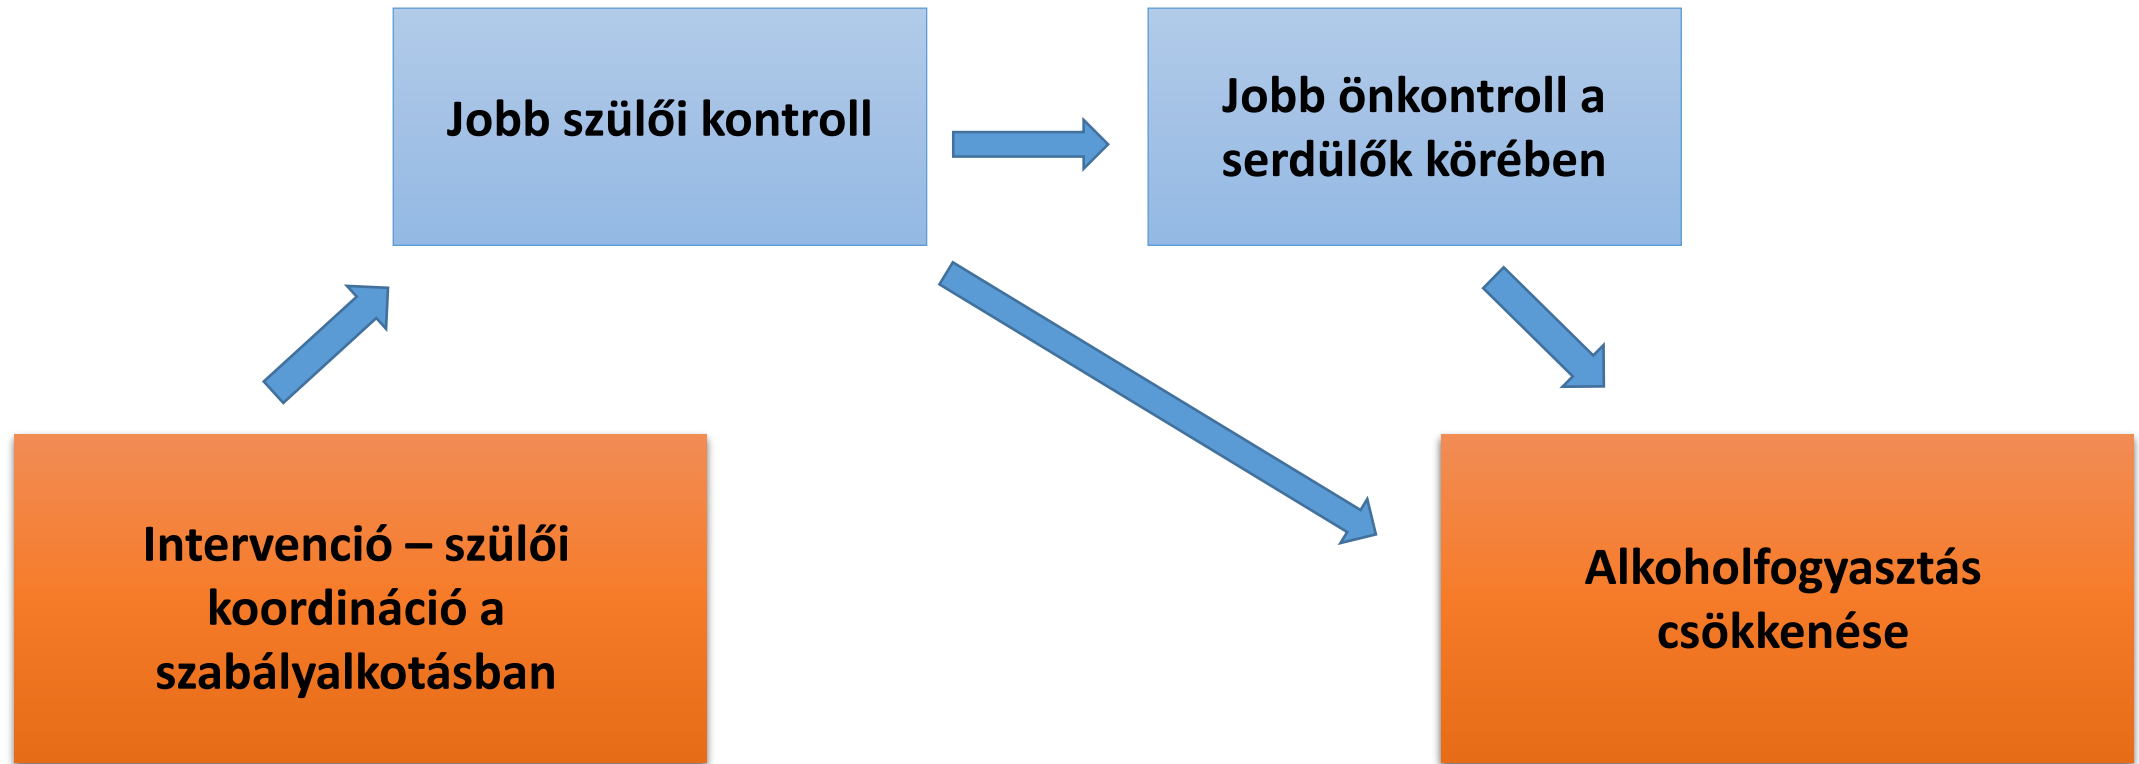 Jobb szülői kontroll
Jobb önkontroll a
serdülők körében
Intervenció – szülői
koordináció a
szabályalkotásban
Alkoholfogyasztás
csökkenése